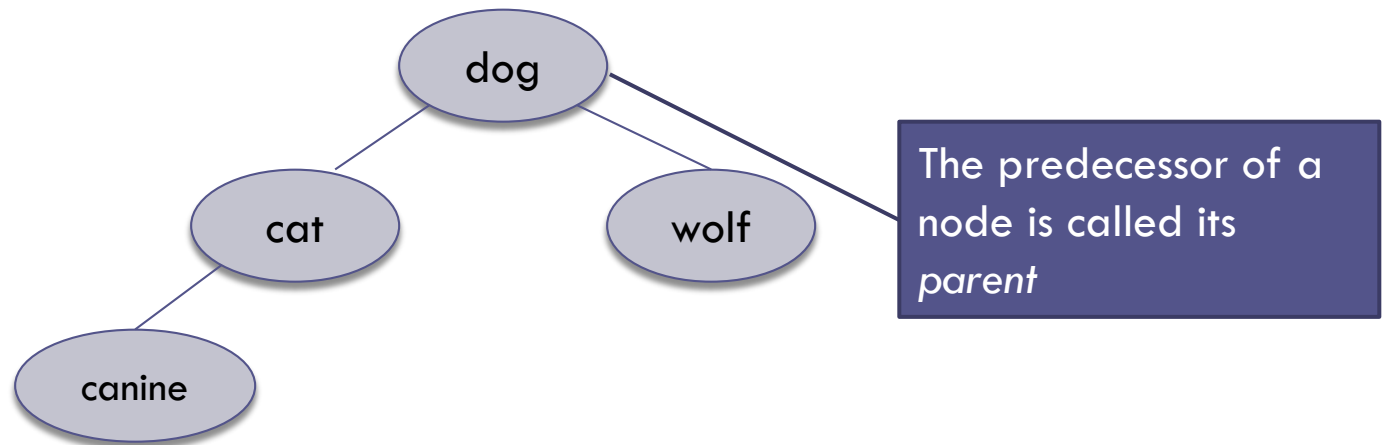 dog
cat
wolf
canine
The predecessor of a
node is called its
parent